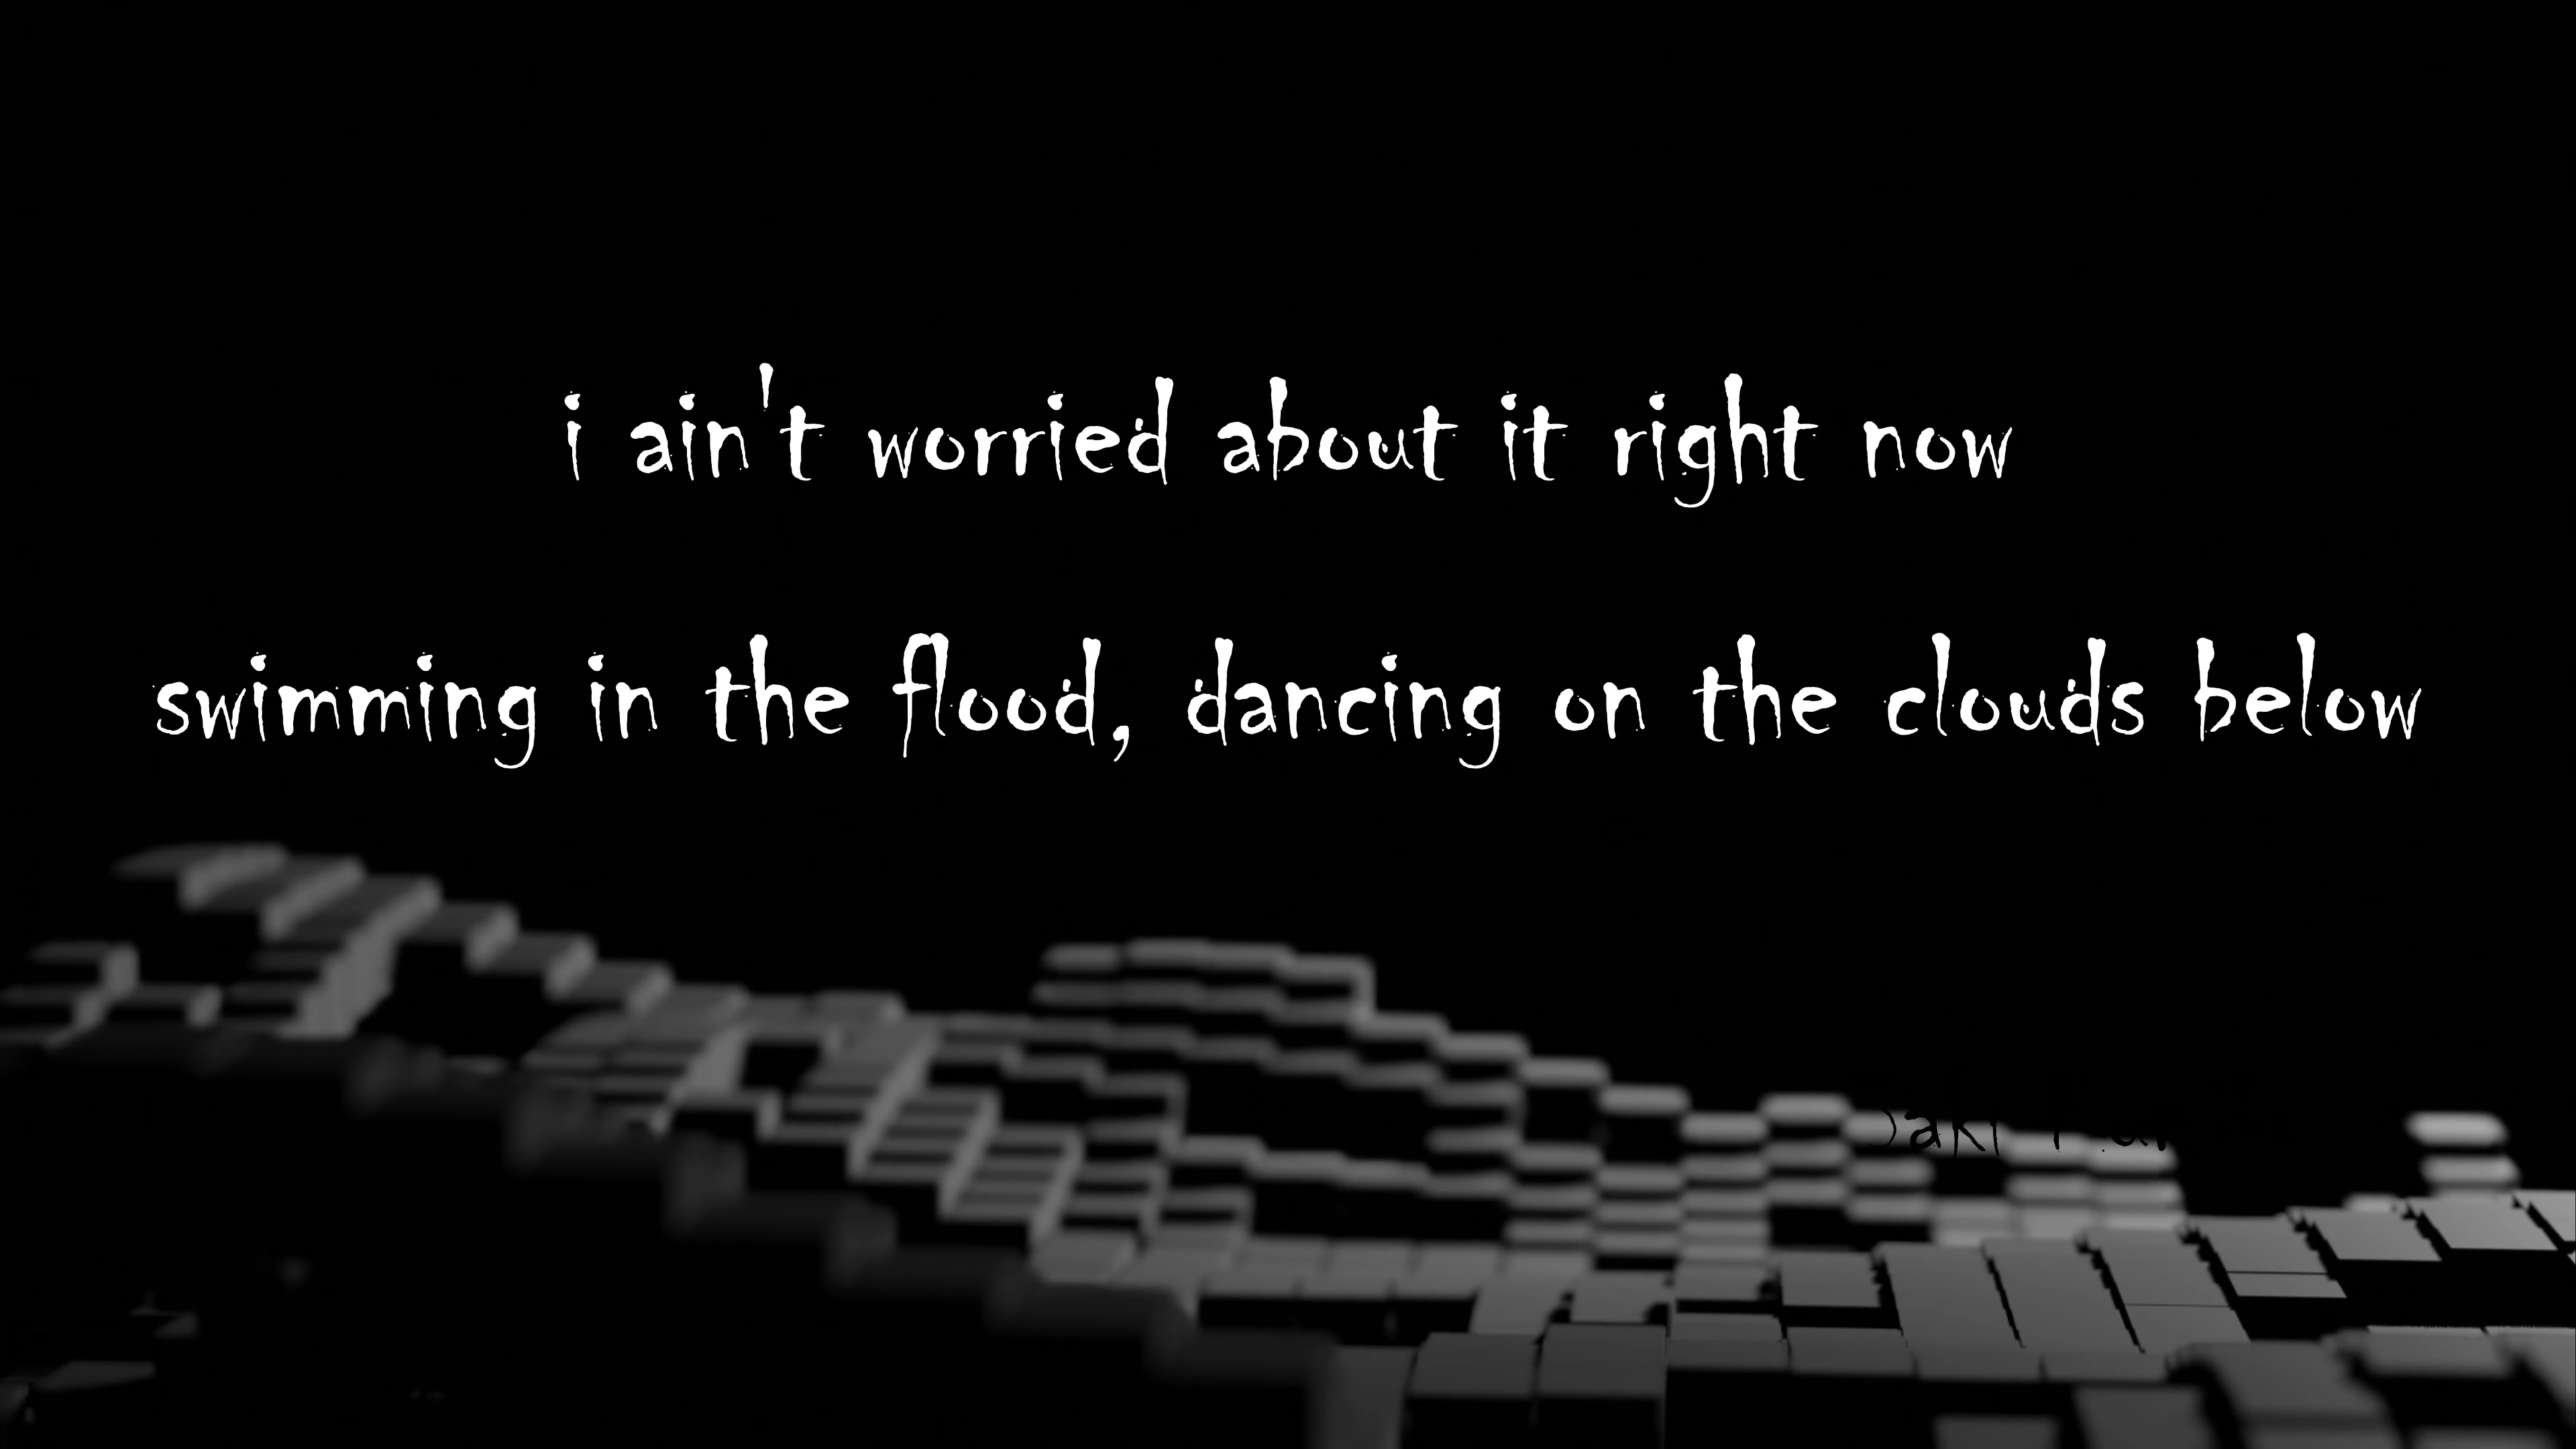 i ain't worried about it right now
swimming in the flood, dancing on the clouds below